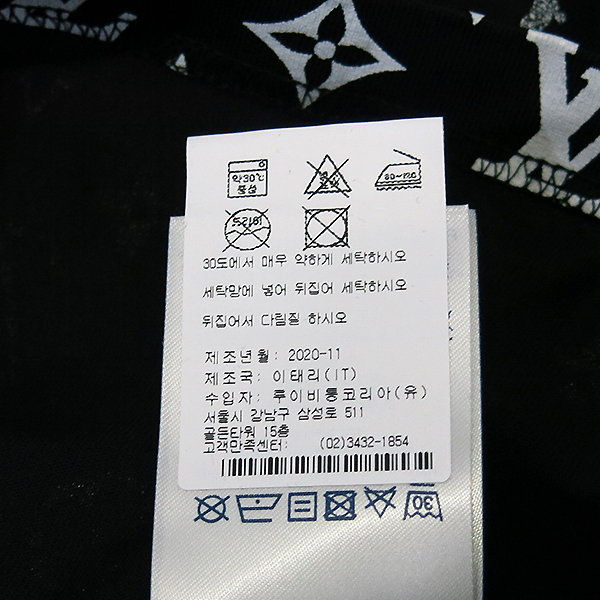 LV
약30℃
중성
80~120
30도에서 매우 약하게 세탁하시오
세탁망에 넣어 뒤집어 세탁하시오
뒤집어서 다림질 하시오
제조년월: 2020-11
제조국: 이태리(IT)
수입자: 루이비통코리아(유)
서울시 강남구 삼성로 511
골든타워 15층
고객만족센터: (02)3432-1854
30